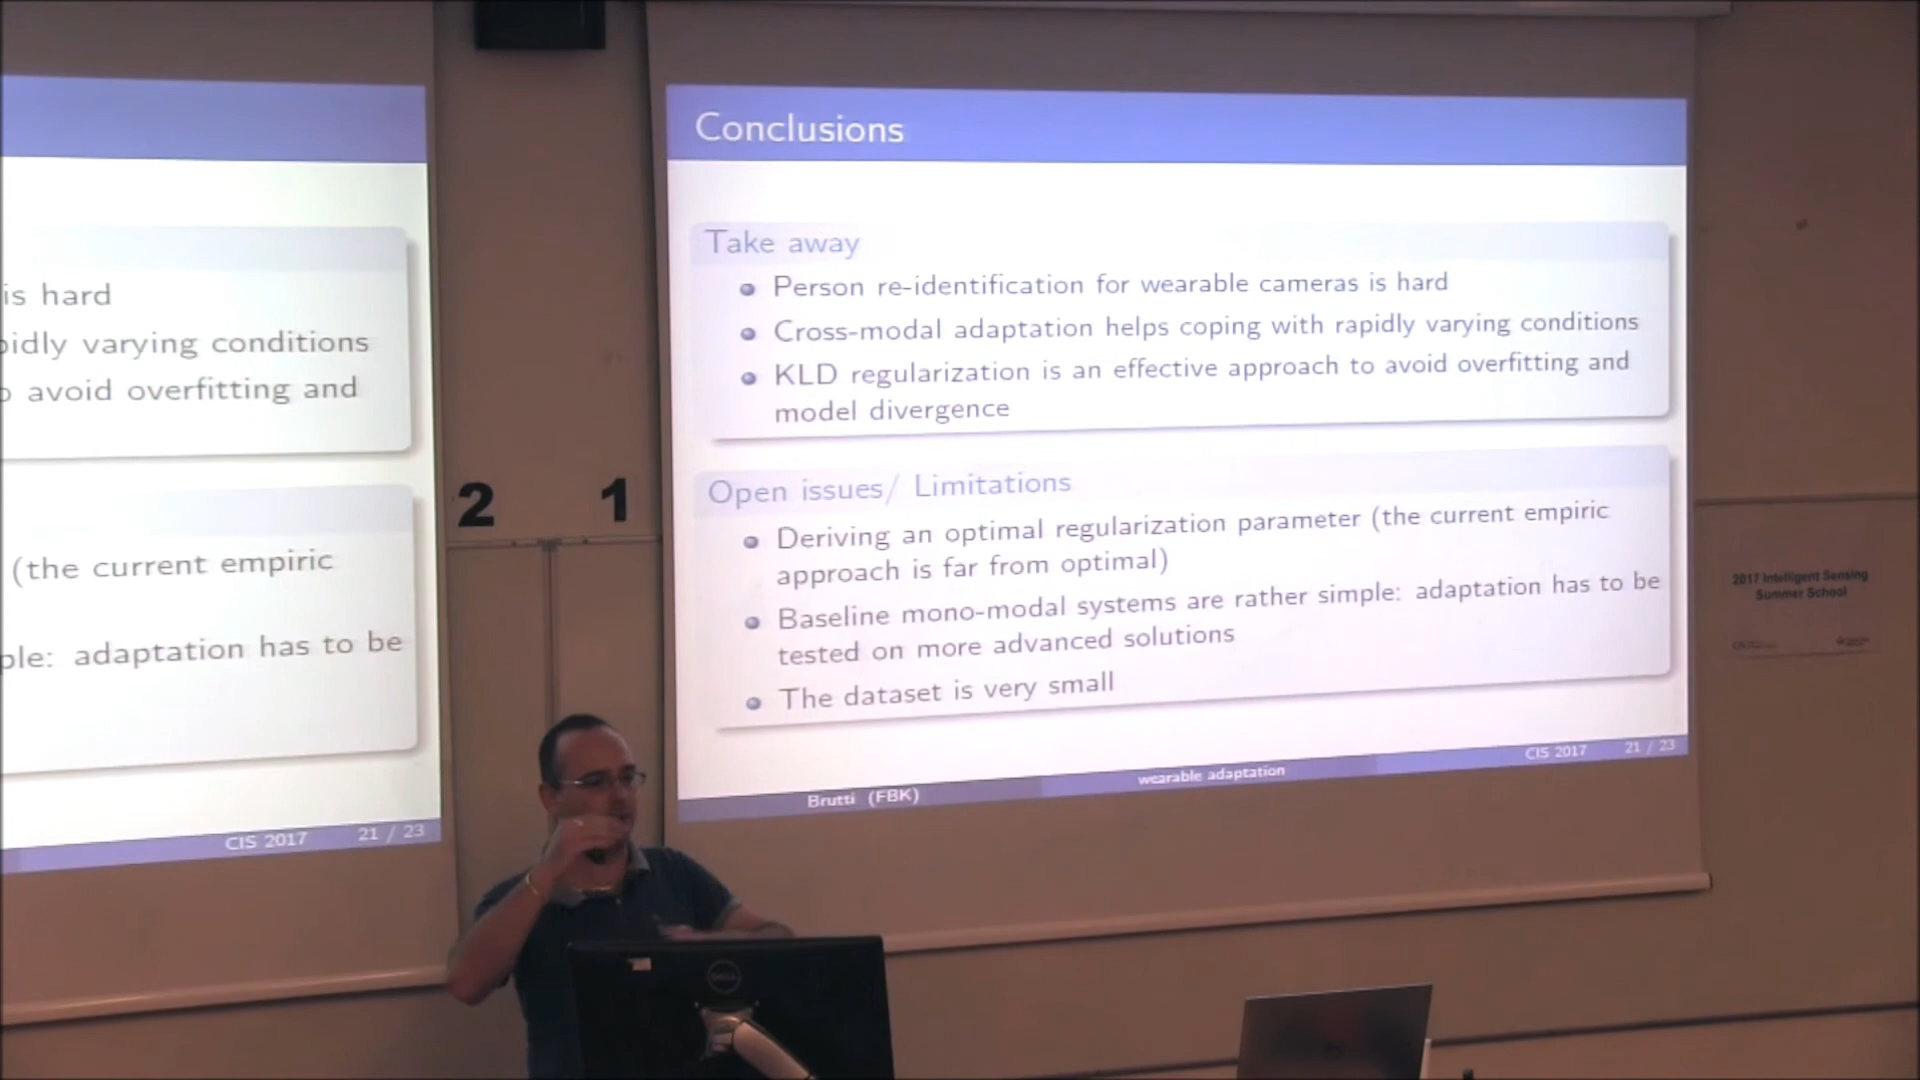 is hard
idly varying conditions
avoid overfitting and
(the current empiric
ple: adaptation has to be
CIS 2017 21 / 23
2 1
Conclusions
Take away
Person re-identification for wearable cameras is hard
Cross-modal adaptation helps coping with rapidly varying conditions
KLD regularization is an effective approach to avoid overfitting and
model divergence
Open issues/ Limitations
Deriving an optimal regularization parameter (the current empiric
approach is far from optimal)
Baseline mono-modal systems are rather simple: adaptation has to be
tested on more advanced solutions
The dataset is very small
Brutti (FBK) wearable adaptation CIS 2017 21 / 23
2017 Intelligent Sensing
Summer School
DELL